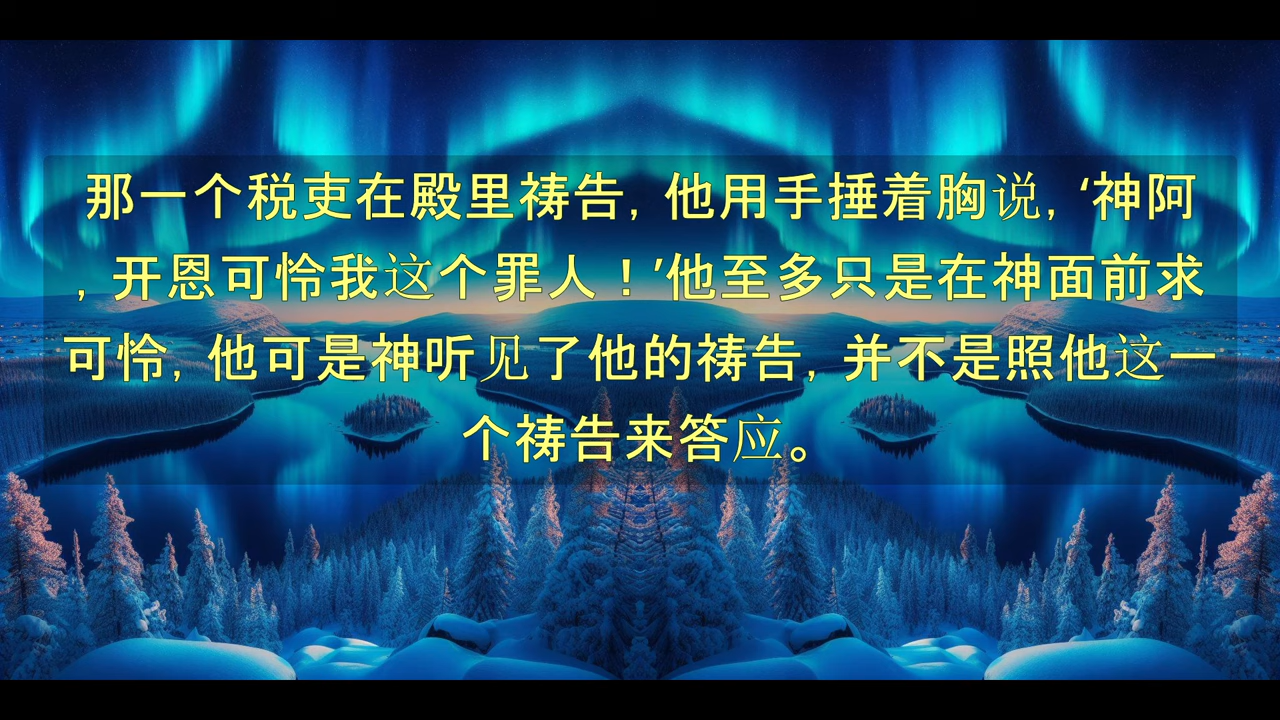 那一个税吏在殿里祷告, 他用手捶着胸说, ‘神阿
, 开恩可怜我这个罪人！’他至多只是在神面前求
可怜, 他可是神听见了他的祷告, 并不是照他这一
个祷告来答应。